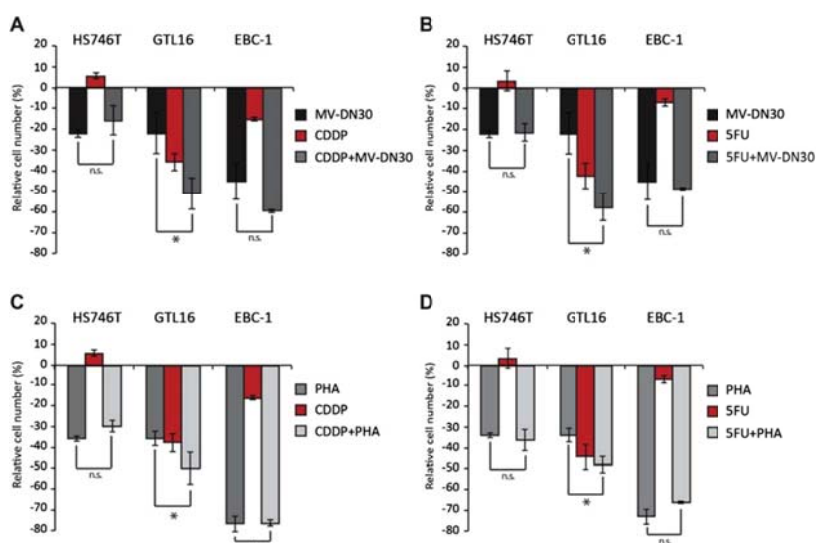 A
HS746T GTL16 EBC-1
Relative cell number (%)
20
10
0
-10
-20
-30
-40
-50
-60
-70
-80
n.s.
*
n.s.
MV-DN30
CDDP
CDDP+MV-DN30
B
HS746T GTL16 EBC-1
Relative cell number (%)
20
10
0
-10
-20
-30
-40
-50
-60
-70
-80
n.s.
*
n.s.
MV-DN30
5FU
5FU+MV-DN30
C
HS746T GTL16 EBC-1
Relative cell number (%)
20
10
0
-10
-20
-30
-40
-50
-60
-70
-80
n.s.
*
PHA
CDDP
CDDP+PHA
D
HS746T GTL16 EBC-1
Relative cell number (%)
20
10
0
-10
-20
-30
-40
-50
-60
-70
-80
n.s.
*
n.s.
PHA
5FU
5FU+PHA